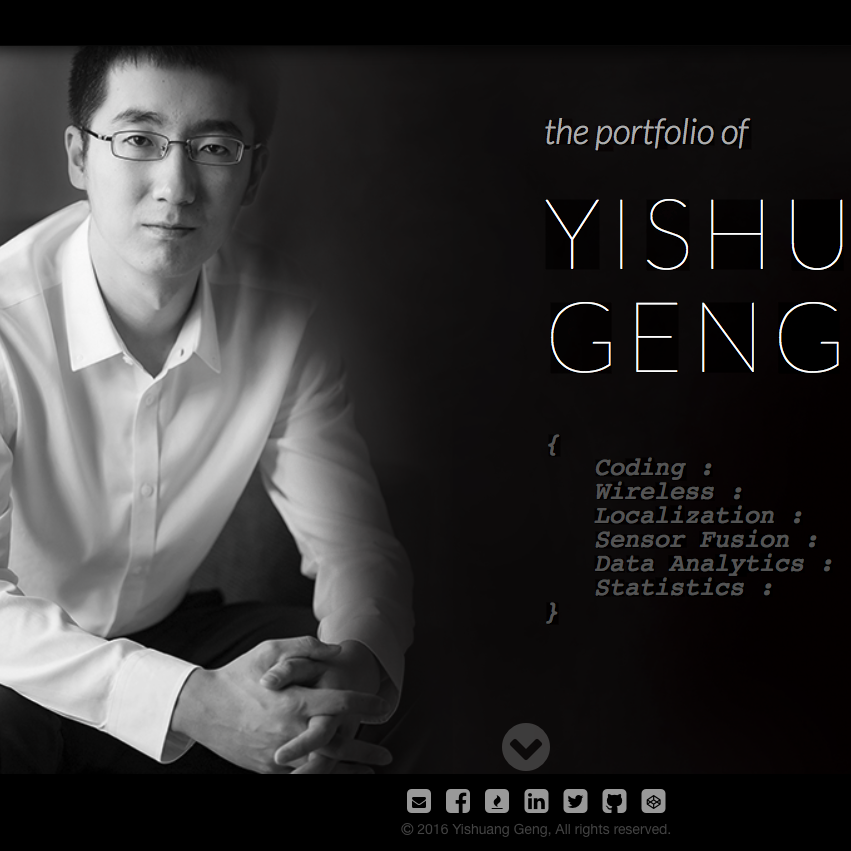 the portfolio of
YISHU
GENG
{
Coding :
Wireless :
Localization :
Sensor Fusion :
Data Analytics :
Statistics :
}
© 2016 Yishuang Geng, All rights reserved.